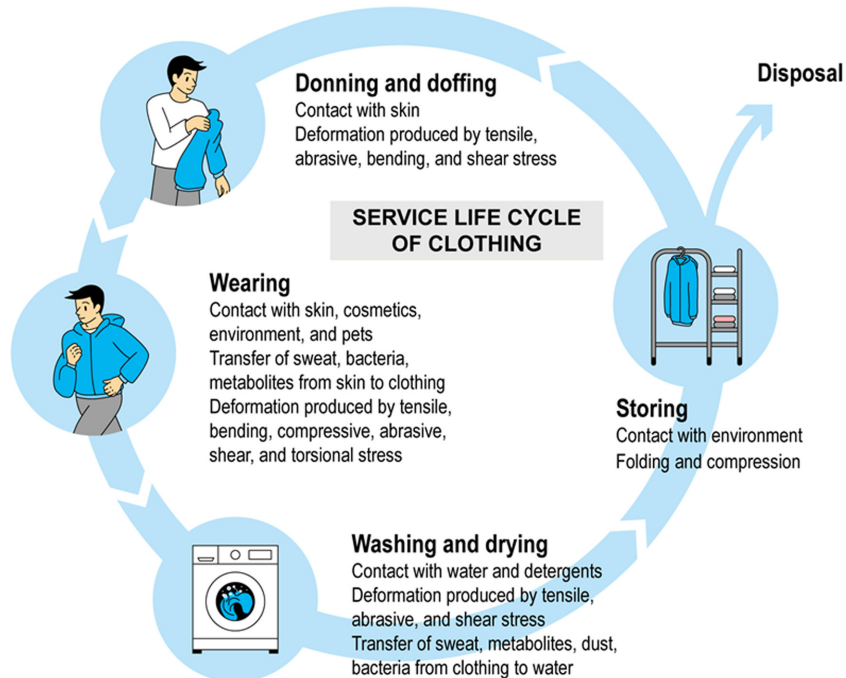 Disposal
Donning and doffing
Contact with skin
Deformation produced by tensile,
abrasive, bending, and shear stress
SERVICE LIFE CYCLE
OF CLOTHING
Wearing
Contact with skin, cosmetics,
environment, and pets
Transfer of sweat, bacteria,
metabolites from skin to clothing
Deformation produced by tensile,
bending, compressive, abrasive,
shear, and torsional stress
Storing
Contact with environment
Folding and compression
Washing and drying
Contact with water and detergents
Deformation produced by tensile,
abrasive, and shear stress
Transfer of sweat, metabolites, dust,
bacteria from clothing to water